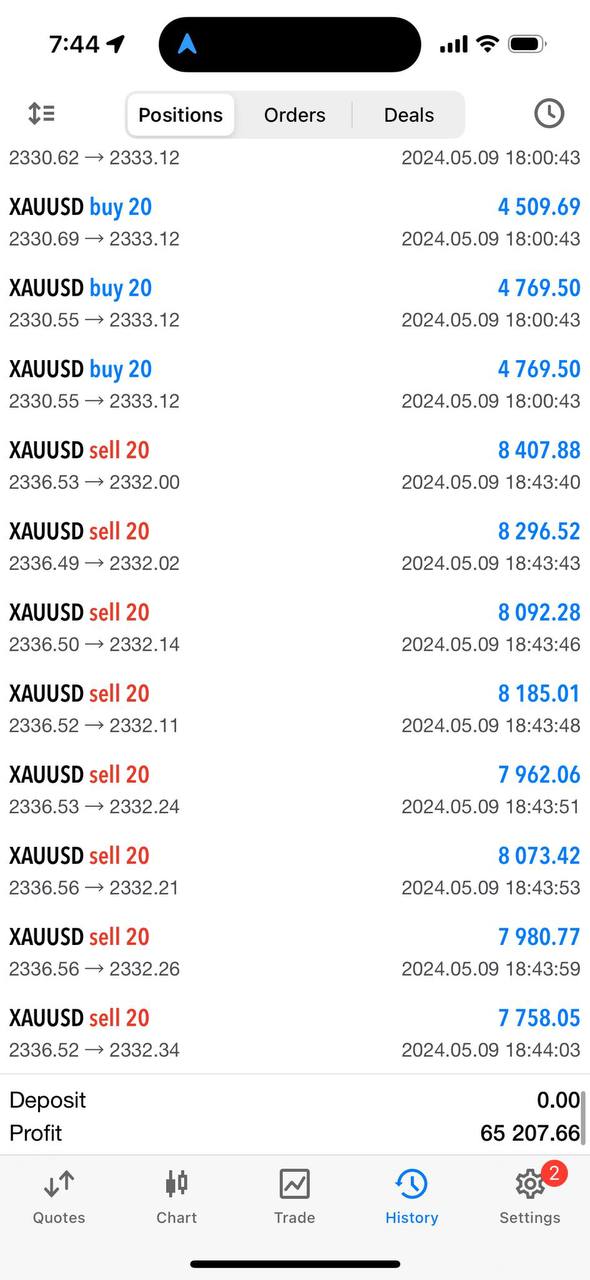 7:44
Positions Orders Deals
2330.62 → 2333.12 2024.05.09 18:00:43
XAUUSD buy 20 4 509.69
2330.69 → 2333.12 2024.05.09 18:00:43
XAUUSD buy 20 4 769.50
2330.55 → 2333.12 2024.05.09 18:00:43
XAUUSD buy 20 4 769.50
2330.55 → 2333.12 2024.05.09 18:00:43
XAUUSD sell 20 8 407.88
2336.53 → 2332.00 2024.05.09 18:43:40
XAUUSD sell 20 8 296.52
2336.49 → 2332.02 2024.05.09 18:43:43
XAUUSD sell 20 8 092.28
2336.50 → 2332.14 2024.05.09 18:43:46
XAUUSD sell 20 8 185.01
2336.52 → 2332.11 2024.05.09 18:43:48
XAUUSD sell 20 7 962.06
2336.53 → 2332.24 2024.05.09 18:43:51
XAUUSD sell 20 8 073.42
2336.56 → 2332.21 2024.05.09 18:43:53
XAUUSD sell 20 7 980.77
2336.56 → 2332.26 2024.05.09 18:43:59
XAUUSD sell 20 7 758.05
2336.52 → 2332.34 2024.05.09 18:44:03
Deposit 0.00
Profit 65 207.66
2
Quotes Chart Trade History Settings